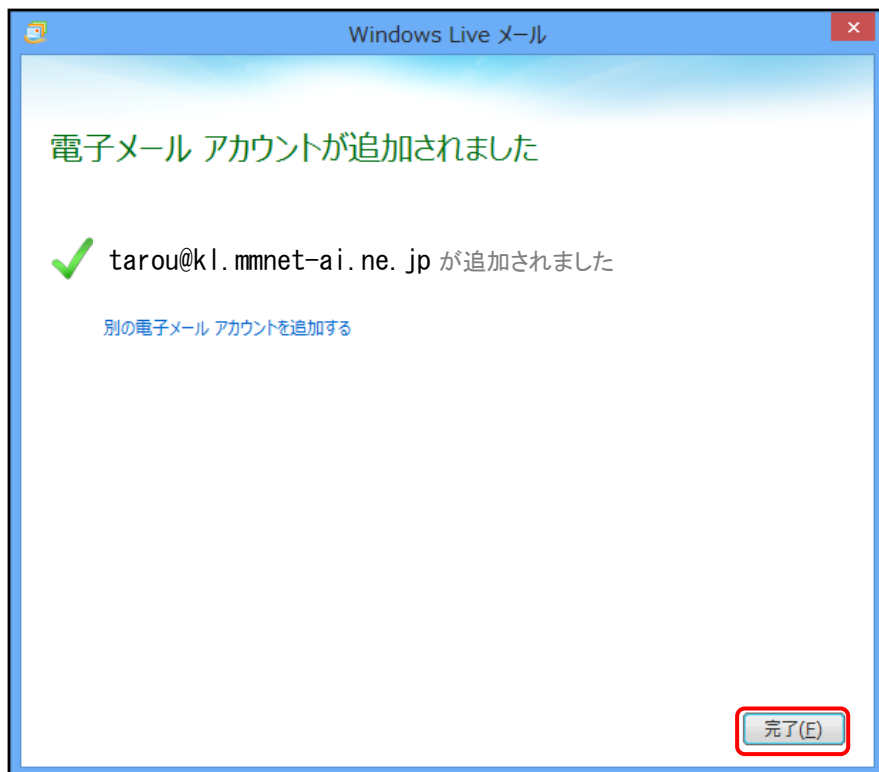 Windows Live メール
電子メール アカウントが追加されました
tarou@kl.mmnet-ai.ne.jp が追加されました
別の電子メール アカウントを追加する
完了(F)